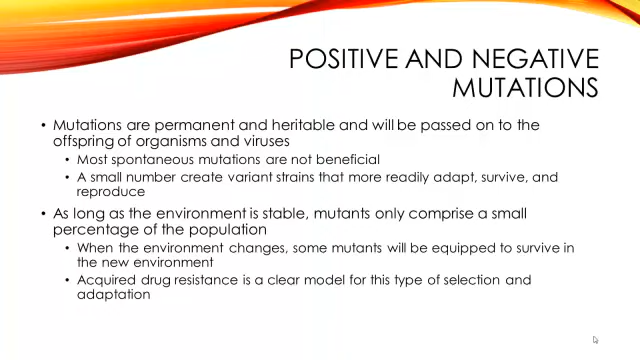 POSITIVE AND NEGATIVE
MUTATIONS
• Mutations are permanent and heritable and will be passed on to the
offspring of organisms and viruses
• Most spontaneous mutations are not beneficial
• A small number create variant strains that more readily adapt, survive, and
reproduce
• As long as the environment is stable, mutants only comprise a small
percentage of the population
• When the environment changes, some mutants will be equipped to survive in
the new environment
• Acquired drug resistance is a clear model for this type of selection and
adaptation